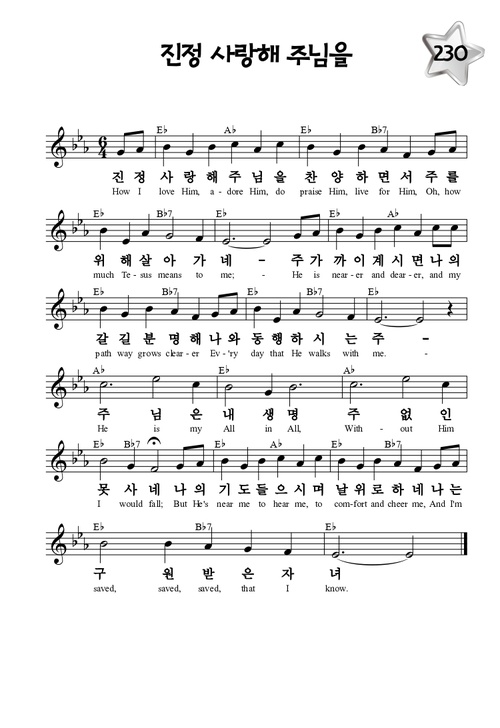 진정 사랑해 주님을
230
E♭ A♭ E♭ B♭7
6/4
진 정 사 랑 해 주 님 을 찬 양 하 면 서 주 를
How I love Him, a - dore Him, do praise Him, live for Him, Oh, how
E♭ B♭7 E♭ E♭ A♭
위 해 살 아 가 네 - 주 가 까 이 계 시 면 나 의
much Te - sus means to me; - He is near - er and dear - er, and my
E♭ B♭7 E♭ B♭7 E♭
갈 길 분 명 해 나 와 동 행 하 시 는 주 -
path way grows clear - er Ev - 'ry day that He walks with me. -
A♭ E♭ A♭
주 님 은 내 생 명 주 없 인
He is my All in All, With - out Him
E♭ B♭7 E♭ A♭ E♭ B♭7
못 사 네 나 의 기 도 들 으 시 며 날 위 로 하 네 나 는
I would fall; But He's near me to hear me, to com - fort and cheer me, And I'm
E♭ B♭7 E♭
구 원 받 은 자 녀
saved, saved, saved, that I know.